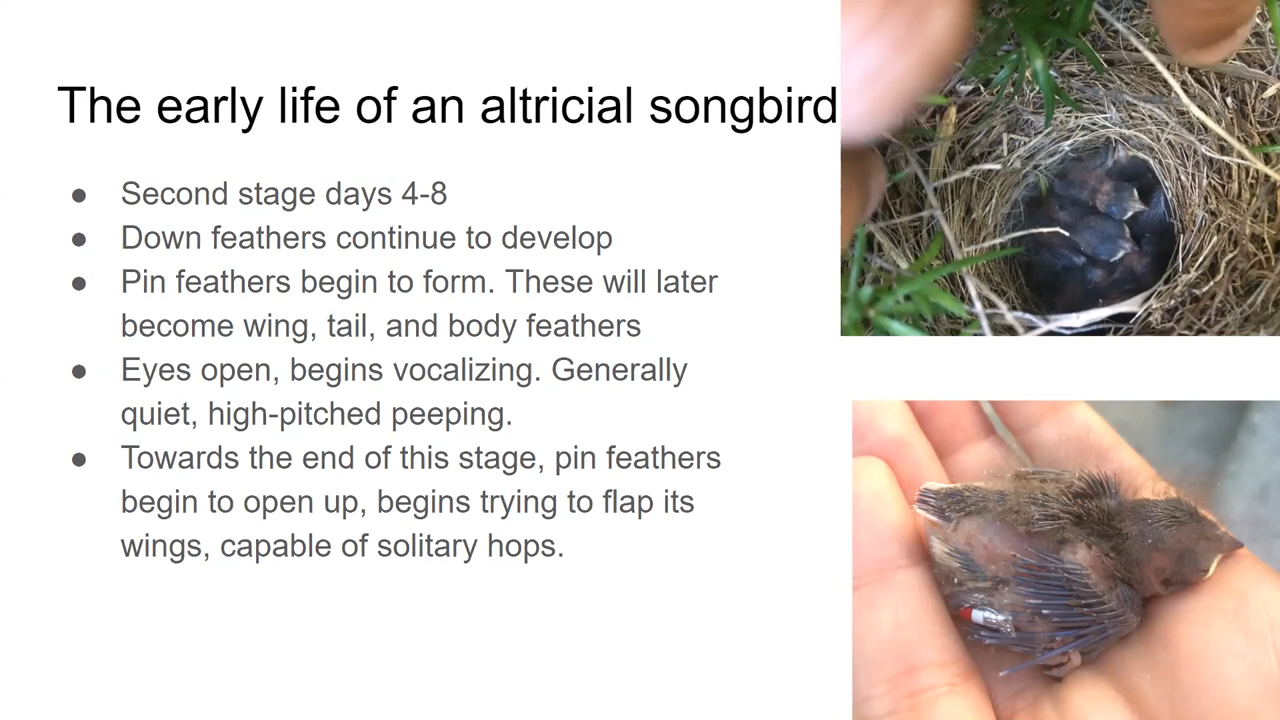 The early life of an altricial songbird
● Second stage days 4-8
● Down feathers continue to develop
● Pin feathers begin to form. These will later
become wing, tail, and body feathers
● Eyes open, begins vocalizing. Generally
quiet, high-pitched peeping.
● Towards the end of this stage, pin feathers
begin to open up, begins trying to flap its
wings, capable of solitary hops.